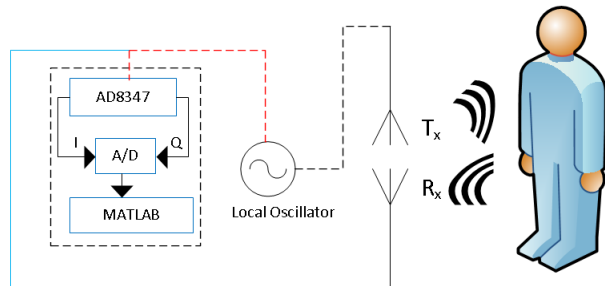 AD8347
I
Q
A/D
MATLAB
Local Oscillator
Tx
Rx